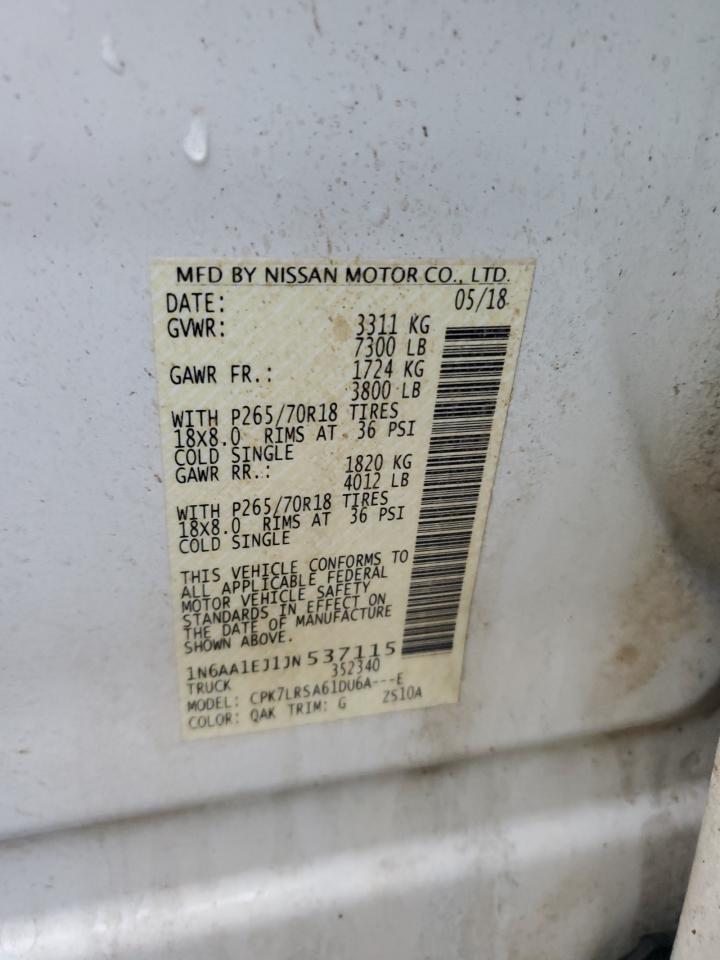 MFD BY NISSAN MOTOR CO., LTD.
DATE: 05/18
GVWR: 3311 KG
7300 LB
GAWR FR.: 1724 KG
3800 LB
WITH P265/70R18 TIRES
18X8.0 RIMS AT 36 PSI
COLD SINGLE
GAWR RR.: 1820 KG
4012 LB
WITH P265/70R18 TIRES
18X8.0 RIMS AT 36 PSI
COLD SINGLE
THIS VEHICLE CONFORMS TO
ALL APPLICABLE FEDERAL
MOTOR VEHICLE SAFETY
STANDARDS IN EFFECT ON
THE DATE OF MANUFACTURE
SHOWN ABOVE.
1N6AA1EJ1JN537115
TRUCK 352340
MODEL: CPK7LRSA61DU6A---E
COLOR: QAK TRIM: G 2S10A